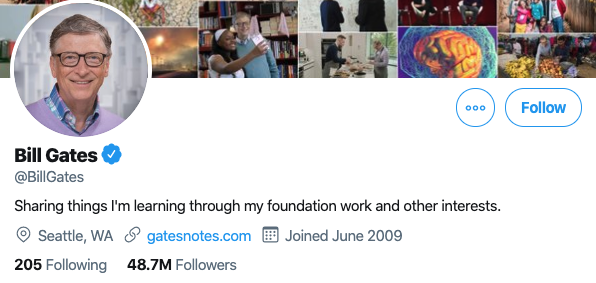 Follow
Bill Gates
@BillGates
Sharing things I'm learning through my foundation work and other interests.
Seattle, WA gatesnotes.com Joined June 2009
205 Following 48.7M Followers